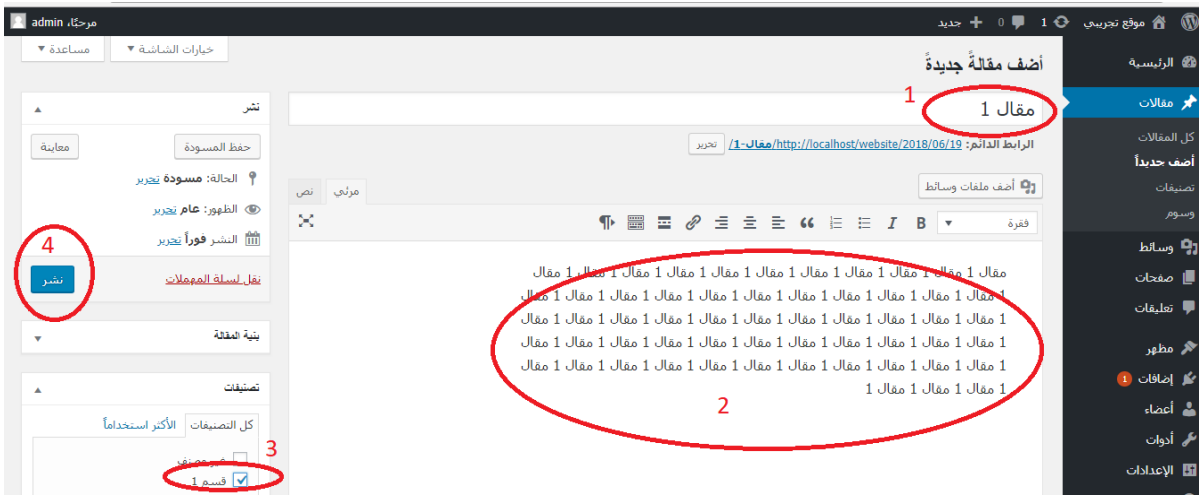 موقع تجريبي 1 0 + جديد
مرحبًا، admin
الرئيسية
مقالات
كل المقالات
أضف جديداً
تصنيفات
وسوم
وسائط
صفحات
تعليقات
مظهر
إضافات 1
أعضاء
أدوات
الإعدادات
خيارات الشاشة
مساعدة
أضف مقالةً جديدةً
1
مقال 1
الرابط الدائم: http://localhost/website/2018/06/19/مقال-1/ تحرير
أضف ملفات وسائط
مرئي
نص
فقرة B I
مقال 1 مقال 1 مقال 1 مقال 1 مقال 1 مقال 1 مقال 1 مقال 1 مقال 1 مقال 1 مقال
1 مقال 1 مقال 1 مقال 1 مقال 1 مقال 1 مقال 1 مقال 1 مقال 1 مقال 1 مقال
1 مقال 1 مقال 1 مقال 1 مقال 1 مقال 1 مقال 1 مقال 1 مقال 1 مقال 1 مقال
1 مقال 1 مقال 1 مقال 1 مقال 1 مقال 1 مقال 1 مقال 1 مقال 1 مقال 1 مقال
1 مقال 1 مقال 1 مقال 1 مقال 1 مقال 1 مقال 1 مقال 1 مقال 1 مقال 1 مقال
1 مقال 1 مقال 1 مقال 1
2
نشر
حفظ المسودة
معاينة
الحالة: مسودة تحرير
الظهور: عام تحرير
النشر فوراً تحرير
4
نقل لسلة المهملات
نشر
بنية المقالة
تصنيفات
كل التصنيفات
الأكثر استخداماً
3
غير مصنف
قسم 1